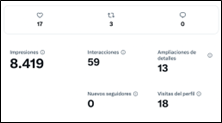 17 3 0
Impresiones Interacciones Ampliaciones de detalles
8.419 59 13
Nuevos seguidores Visitas del perfil
0 18